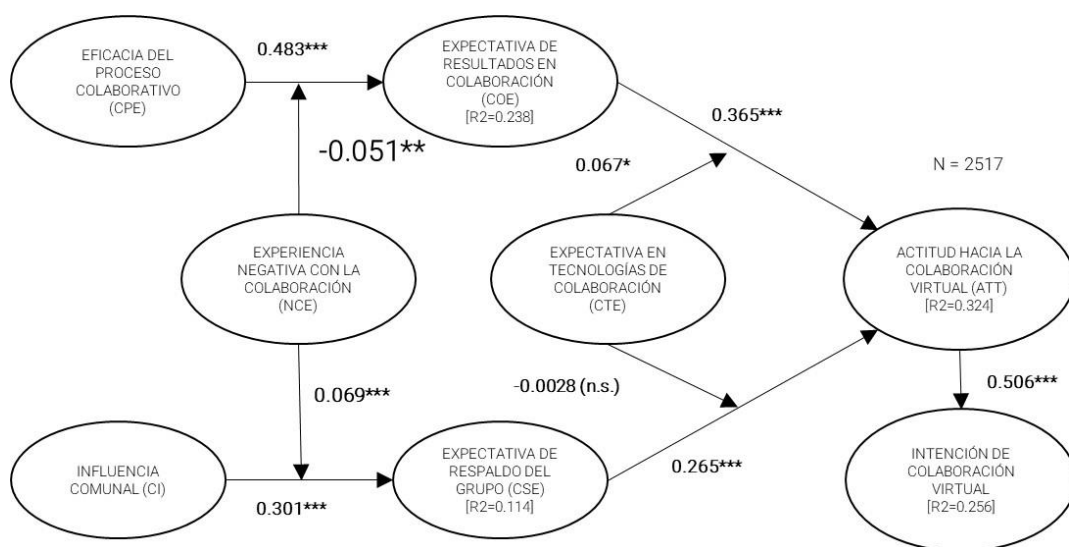 EFICACIA DEL
PROCESO
COLABORATIVO
(CPE)
0.483***
EXPECTATIVA DE
RESULTADOS EN
COLABORACIÓN
(COE)
[R2=0.238]
0.365***
-0.051**
0.067*
N = 2517
EXPERIENCIA
NEGATIVA CON LA
COLABORACIÓN
(NCE)
EXPECTATIVA EN
TECNOLOGÍAS DE
COLABORACIÓN
(CTE)
ACTITUD HACIA LA
COLABORACIÓN
VIRTUAL (ATT)
[R2=0.324]
0.069***
-0.0028 (n.s.)
0.506***
INFLUENCIA
COMUNAL (CI)
0.301***
EXPECTATIVA DE
RESPALDO DEL
GRUPO (CSE)
[R2=0.114]
0.265***
INTENCIÓN DE
COLABORACIÓN
VIRTUAL
[R2=0.256]